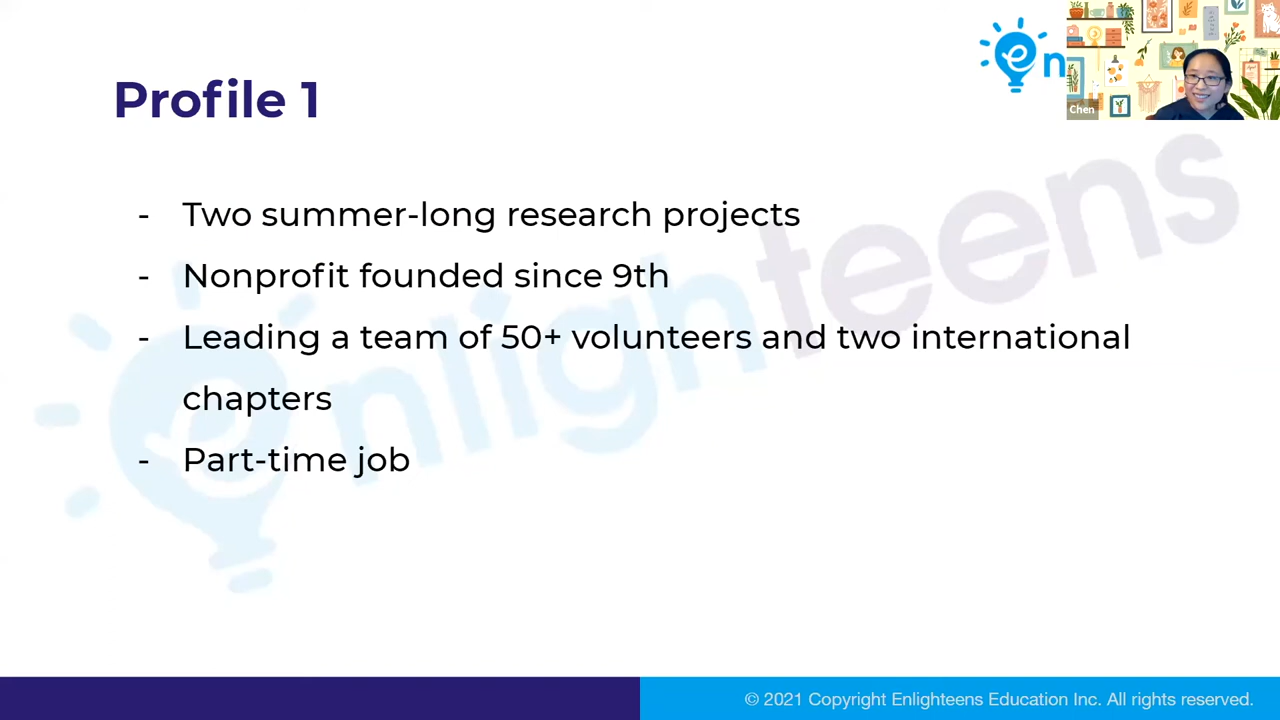 en
Chen
Profile 1
- Two summer-long research projects
- Nonprofit founded since 9th
- Leading a team of 50+ volunteers and two international
chapters
- Part-time job
enlighteens
© 2021 Copyright Enlighteens Education Inc. All rights reserved.